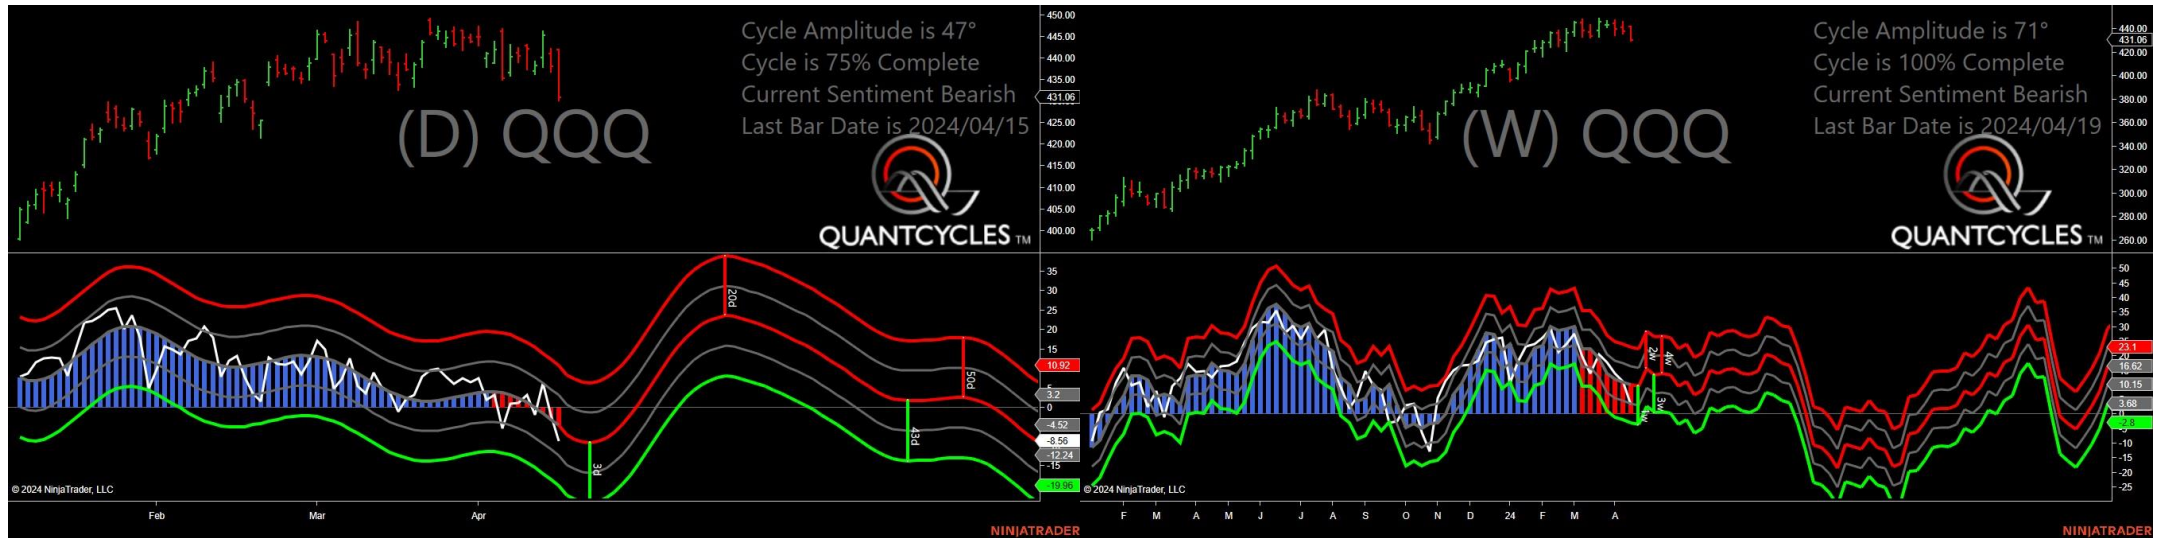 Cycle Amplitude is 47°
Cycle is 75% Complete
Current Sentiment Bearish
Last Bar Date is 2024/04/15
(D) QQQ
QUANTCYCLES TM
450.00
445.00
440.00
435.00
431.06
425.00
420.00
415.00
410.00
405.00
400.00
20d
50d
43d
3d
35
30
25
20
15
10.92
5
3.2
0
-4.52
-8.56
-12.24
-15
-19.96
© 2024 NinjaTrader, LLC
Feb
Mar
Apr
NINJATRADER
Cycle Amplitude is 71°
Cycle is 100% Complete
Current Sentiment Bearish
Last Bar Date is 2024/04/19
(W) QQQ
QUANTCYCLES TM
440.00
431.06
420.00
400.00
380.00
360.00
340.00
320.00
300.00
280.00
260.00
2w
4w
1w
3w
50
45
40
35
30
23.1
20
16.62
10.15
3.68
0
-2.8
-10
-15
-20
-25
© 2024 NinjaTrader, LLC
F
M
A
M
J
J
A
S
O
N
D
24
F
M
A
NINJATRADER